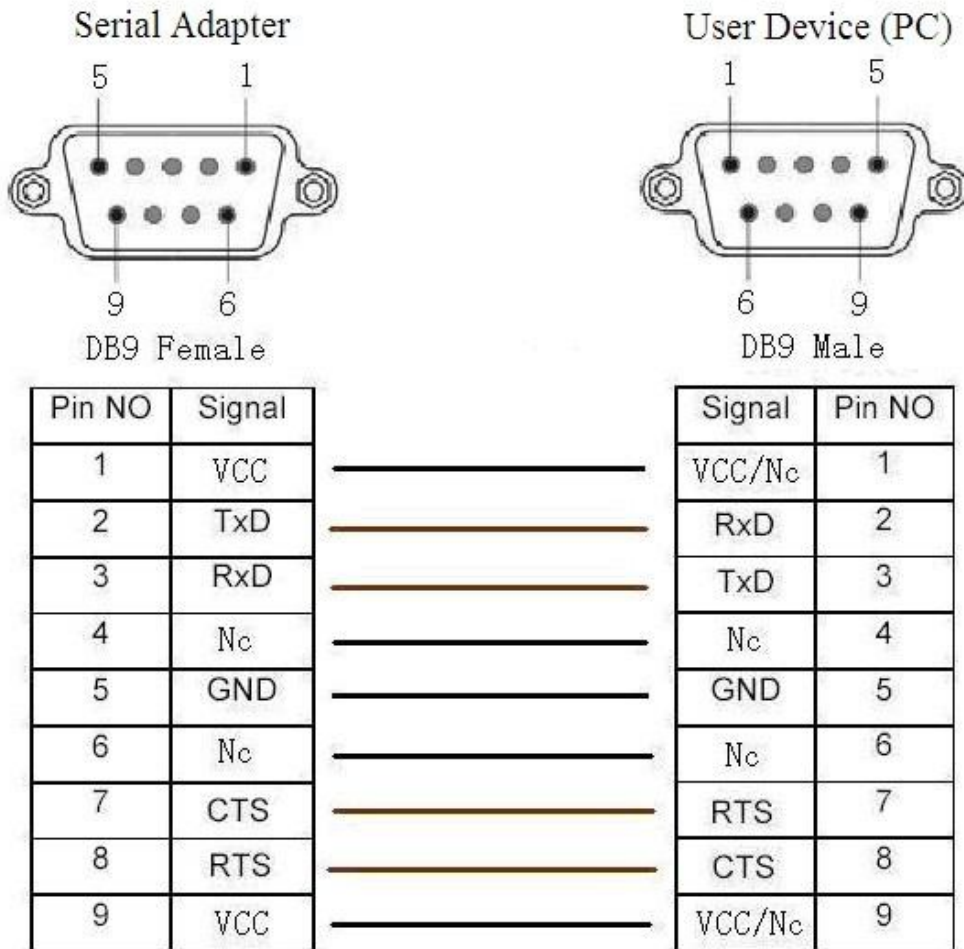 Serial Adapter User Device (PC)
5 1 1 5
9 6 6 9
DB9 Female DB9 Male
Pin NO Signal Signal Pin NO
1 VCC VCC/Nc 1
2 TxD RxD 2
3 RxD TxD 3
4 Nc Nc 4
5 GND GND 5
6 Nc Nc 6
7 CTS RTS 7
8 RTS CTS 8
9 VCC VCC/Nc 9